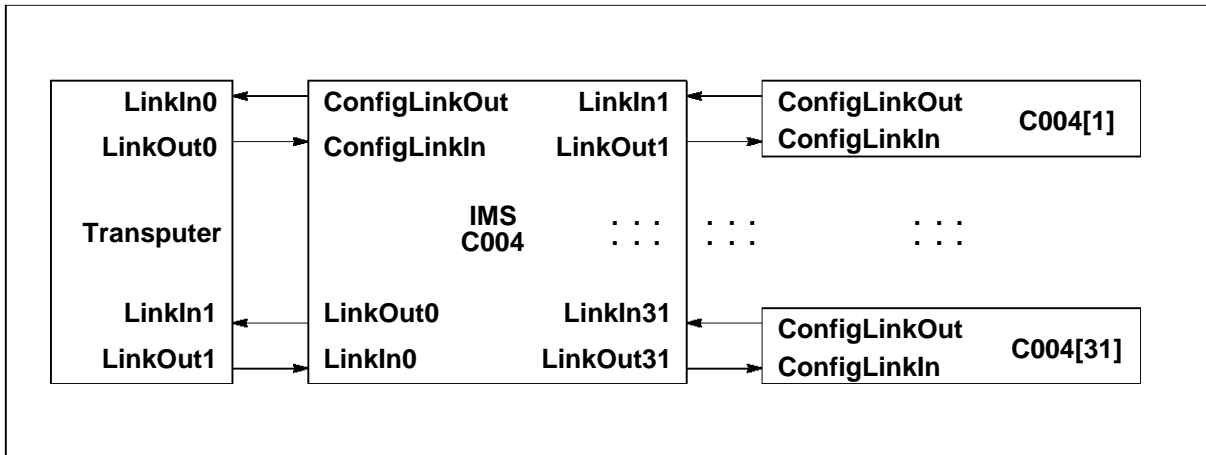 LinkIn0
LinkOut0
Transputer
LinkIn1
LinkOut1
ConfigLinkOut
ConfigLinkIn
IMS
C004
LinkOut0
LinkIn0
LinkIn1
LinkOut1
. . .
. . .
LinkIn31
LinkOut31
. . .
. . .
ConfigLinkOut
ConfigLinkIn
C004[1]
. . .
. . .
ConfigLinkOut
ConfigLinkIn
C004[31]